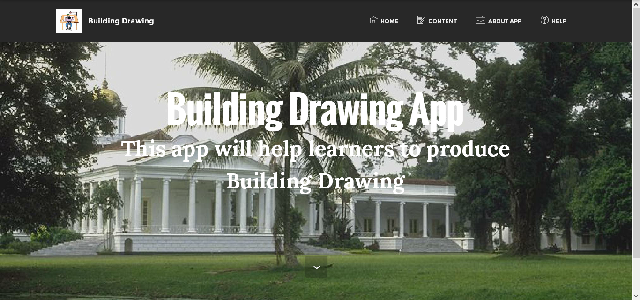 Building Drawing
HOME
CONTENT
ABOUT APP
HELP
Building Drawing App
This app will help learners to produce
Building Drawing